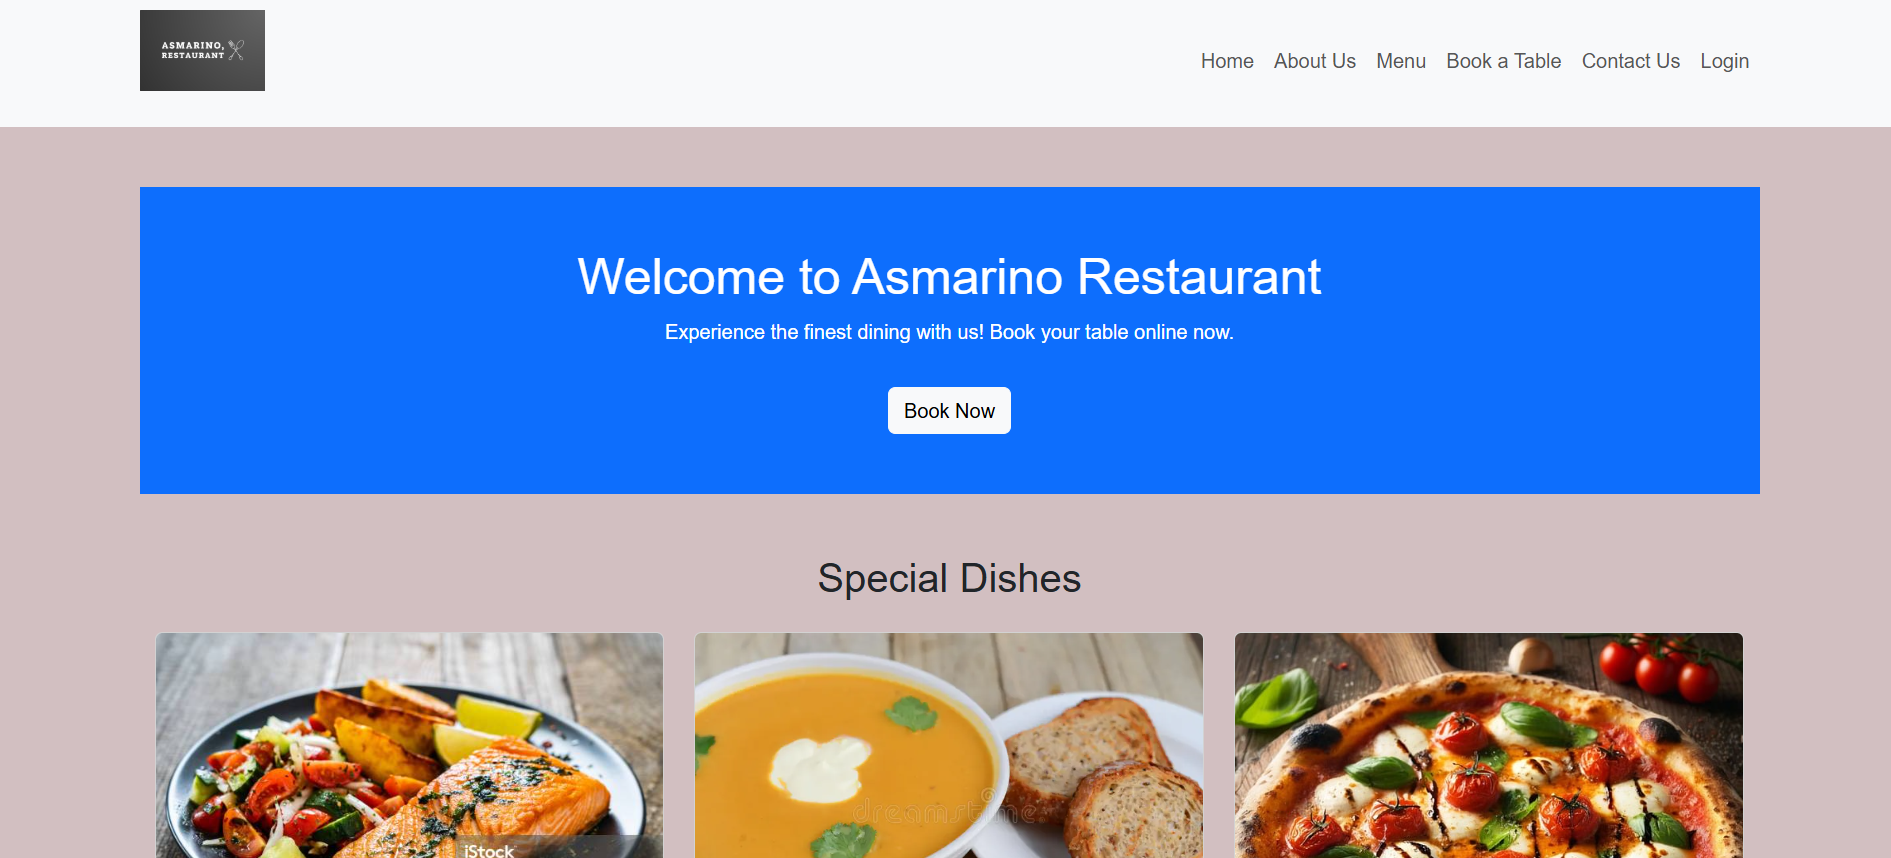 ASMARINO,
RESTAURANT
Home About Us Menu Book a Table Contact Us Login
Welcome to Asmarino Restaurant
Experience the finest dining with us! Book your table online now.
Book Now
Special Dishes
iStock
dreamstime